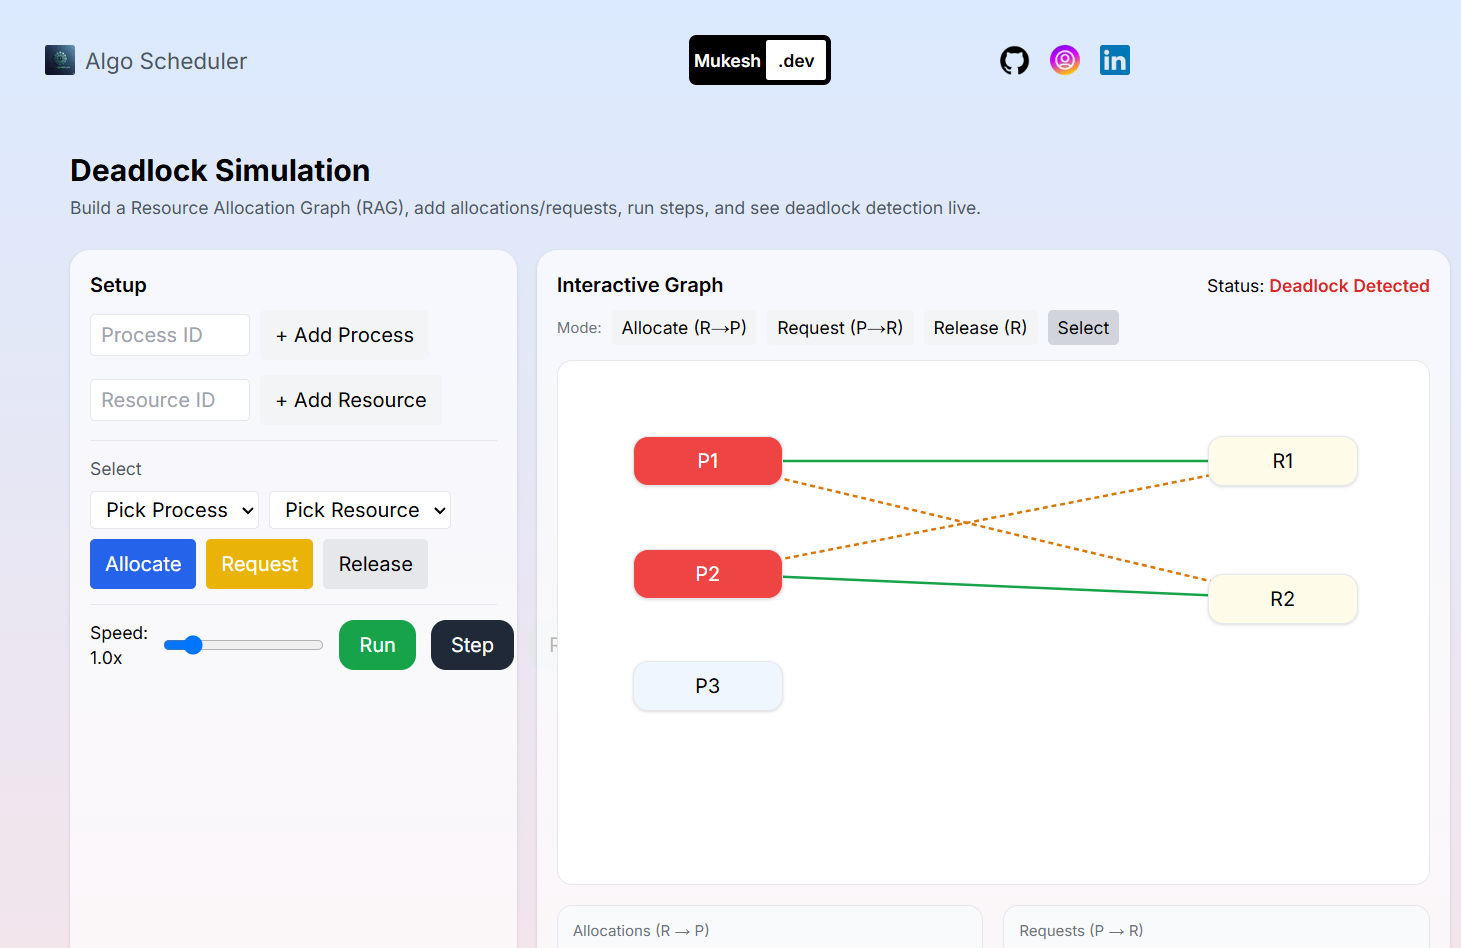 Algo Scheduler
Mukesh .dev
Deadlock Simulation
Build a Resource Allocation Graph (RAG), add allocations/requests, run steps, and see deadlock detection live.
Setup
Process ID
+ Add Process
Resource ID
+ Add Resource
Select
Pick Process
Pick Resource
Allocate
Request
Release
Speed:
1.0x
Run
Step
Interactive Graph
Status: Deadlock Detected
Mode:
Allocate (R→P)
Request (P→R)
Release (R)
Select
P1
R1
P2
R2
P3
Allocations (R → P)
Requests (P → R)